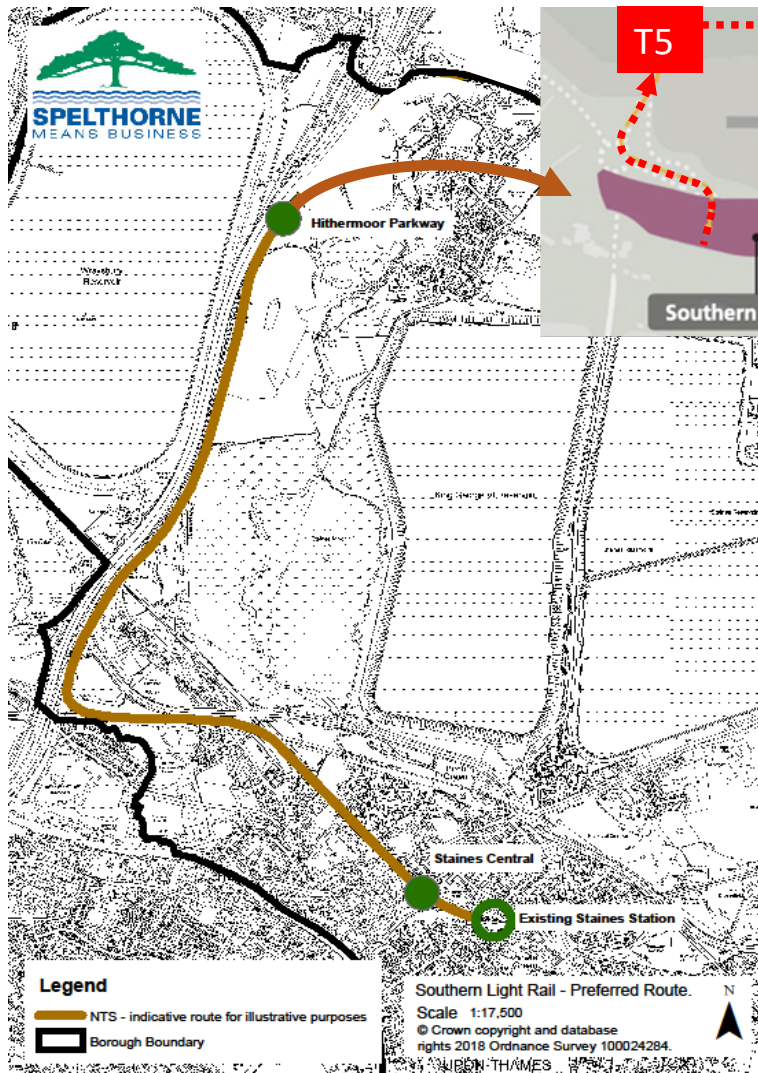 SPELTHORNE
MEANS BUSINESS
T5
Hithermoor Parkway
Reservoir
Southern
Staines Central
Existing Staines Station
Legend
NTS - indicative route for illustrative purposes
Borough Boundary
Southern Light Rail - Preferred Route.
Scale 1:17,500
© Crown copyright and database
rights 2018 Ordnance Survey 100024284.
N
UPON-THAMES